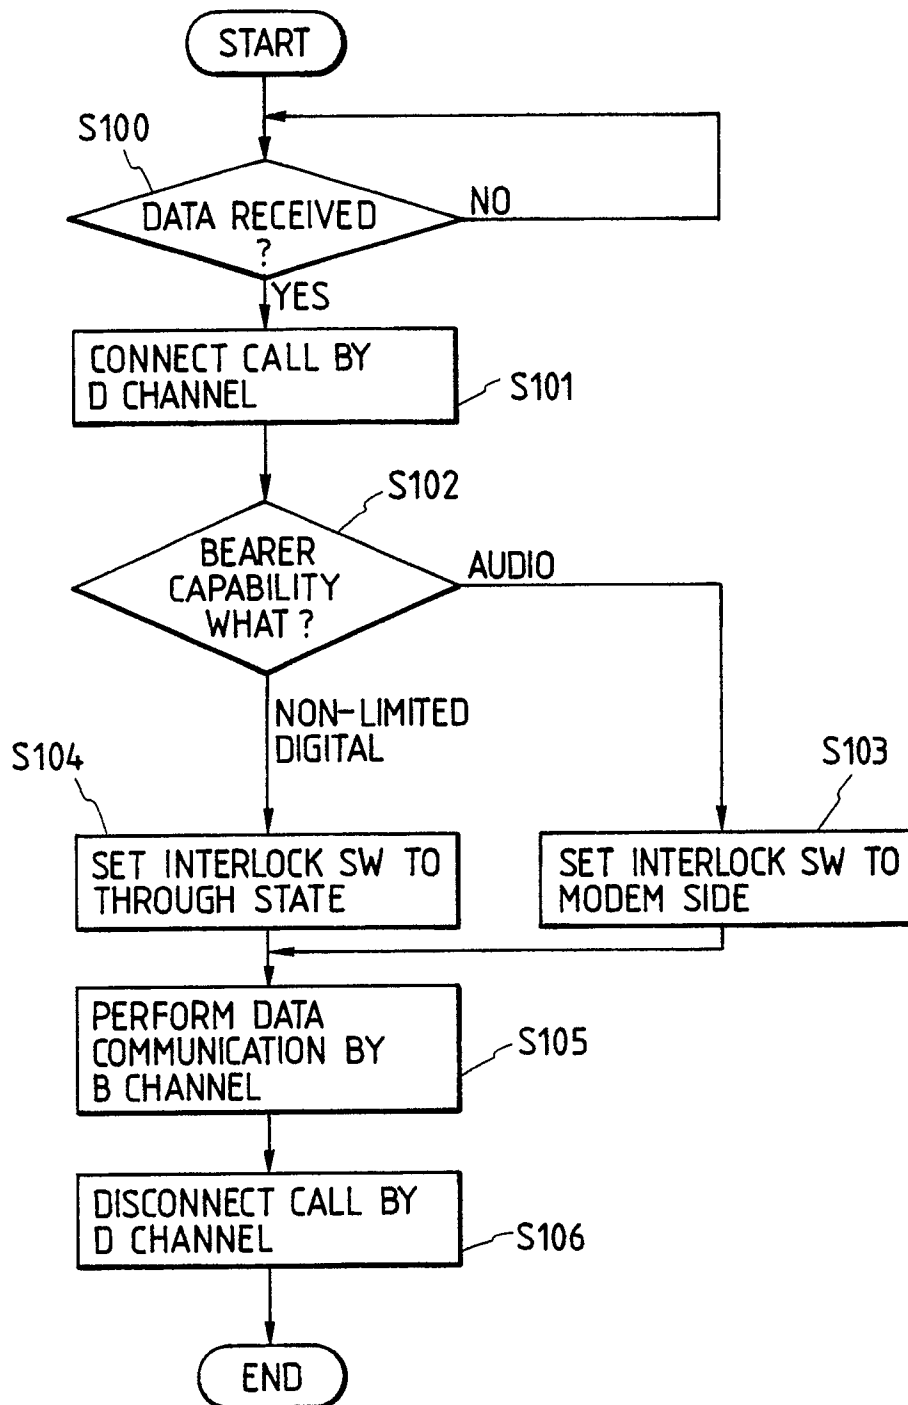 START
S100
DATA RECEIVED
?
NO
YES
CONNECT CALL BY
D CHANNEL
S101
S102
BEARER
CAPABILITY
WHAT ?
AUDIO
NON-LIMITED
DIGITAL
S104
S103
SET INTERLOCK SW TO
THROUGH STATE
SET INTERLOCK SW TO
MODEM SIDE
PERFORM DATA
COMMUNICATION BY
B CHANNEL
S105
DISCONNECT CALL BY
D CHANNEL
S106
END